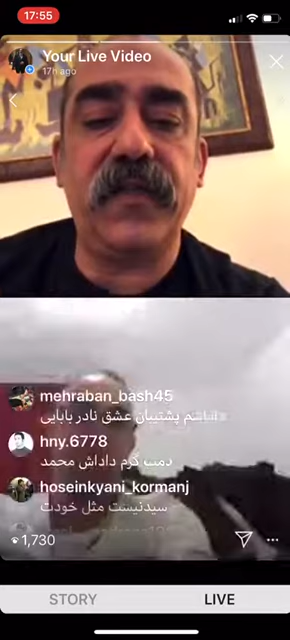 17:55
Your Live Video
17h ago
mehraban_bash45
پشتیبان عشق نادر بابایی
hny.6778
دمت گرم داداش محمد
hoseinkyani_kormanj
سیدنیست مثل خودت
1,730
STORY
LIVE